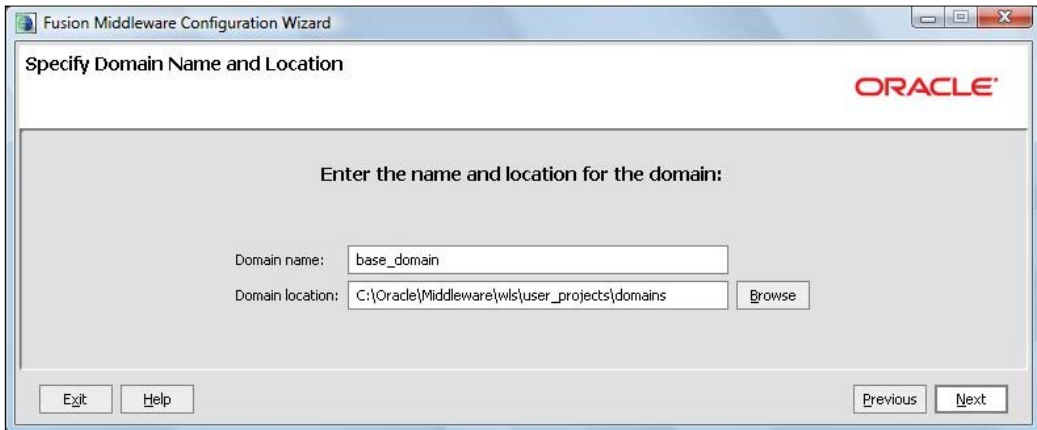 Fusion Middleware Configuration Wizard
Specify Domain Name and Location
ORACLE
Enter the name and location for the domain:
Domain name: base_domain
Domain location: C:\Oracle\Middleware\wls\user_projects\domains Browse
Exit Help Previous Next